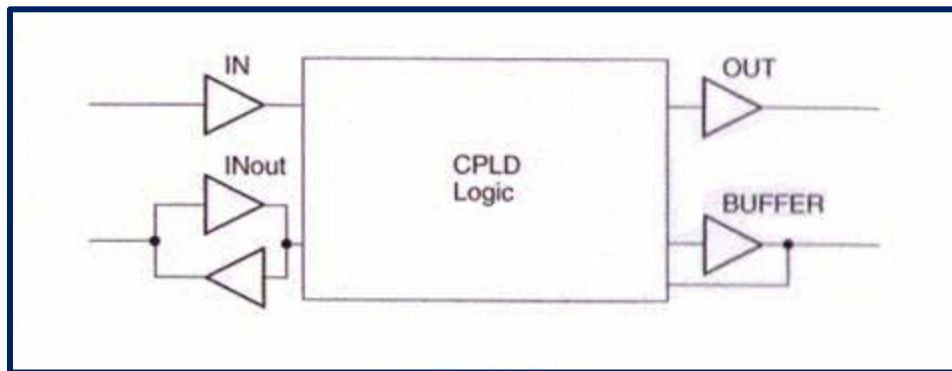 IN
OUT
INout
CPLD
Logic
BUFFER